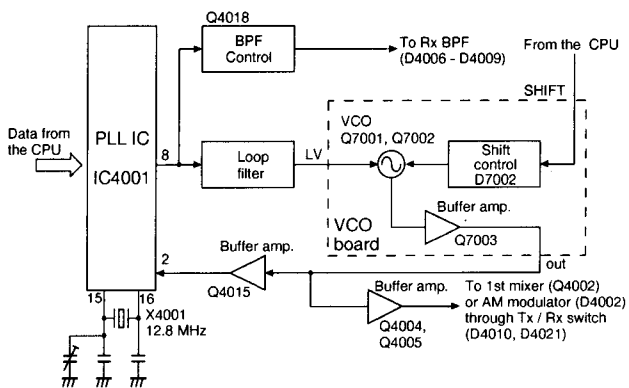 Q4018
BPF
Control
To Rx BPF
(D4006 - D4009)
From the CPU
SHIFT
Data from
the CPU
PLL IC
IC4001
8
Loop
filter
LV
VCO
Q7001, Q7002
Shift
control
D7002
Buffer amp.
Q7003
VCO
board
out
2
Buffer amp.
Q4015
Buffer amp.
Q4004,
Q4005
To 1st mixer (Q4002)
or AM modulator (D4002)
through Tx / Rx switch
(D4010, D4021)
15
16
X4001
12.8 MHz